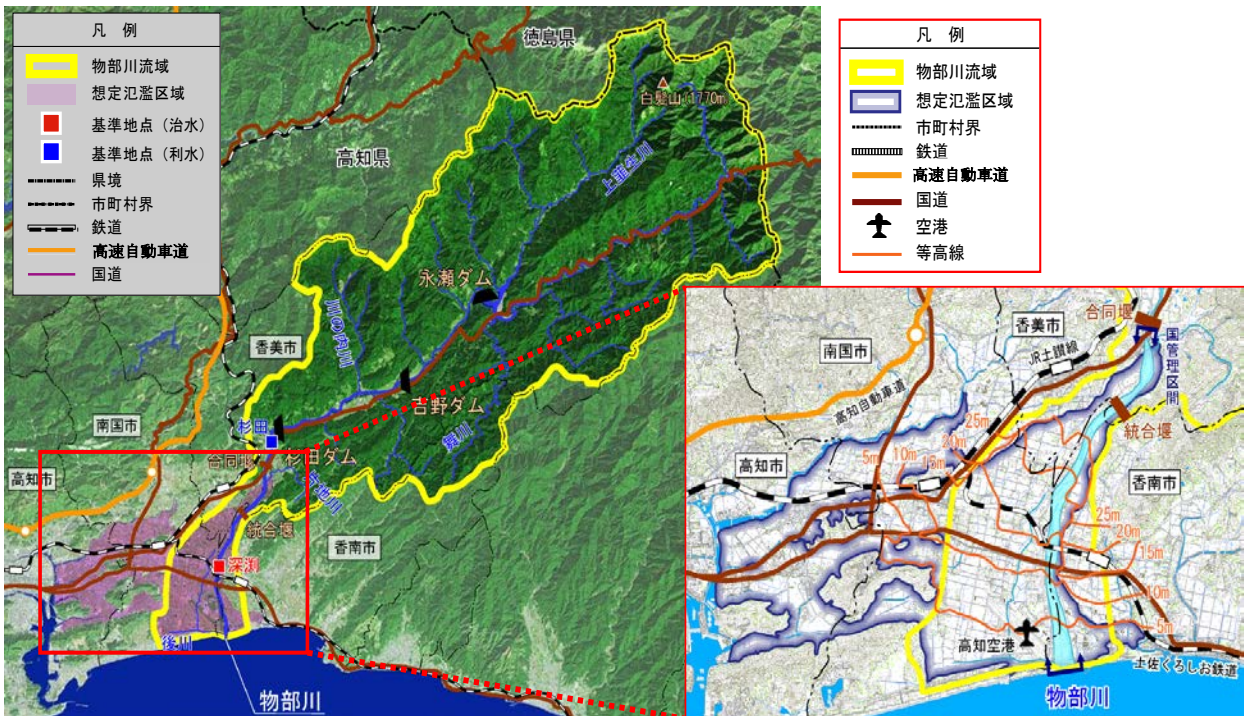 凡 例
物部川流域
想定氾濫区域
基準地点（治水）
基準地点（利水）
県境
市町村界
鉄道
高速自動車道
国道
徳島県
白髪山 1770m
高知県
上韮生川
永瀬ダム
川の内川
香美市
吉野ダム
南国市
杉田
杉田ダム
合同堰
高知市
統合堰
香南市
深渕
後川
物部川
凡 例
物部川流域
想定氾濫区域
市町村界
鉄道
高速自動車道
国道
空港
等高線
合同堰
香美市
国管理区間
南国市
JR土讃線
高知自動車道
統合堰
25m
20m
15m
10m
5m
高知市
香南市
25m
20m
15m
10m
5m
高知空港
土佐くろしお鉄道
物部川